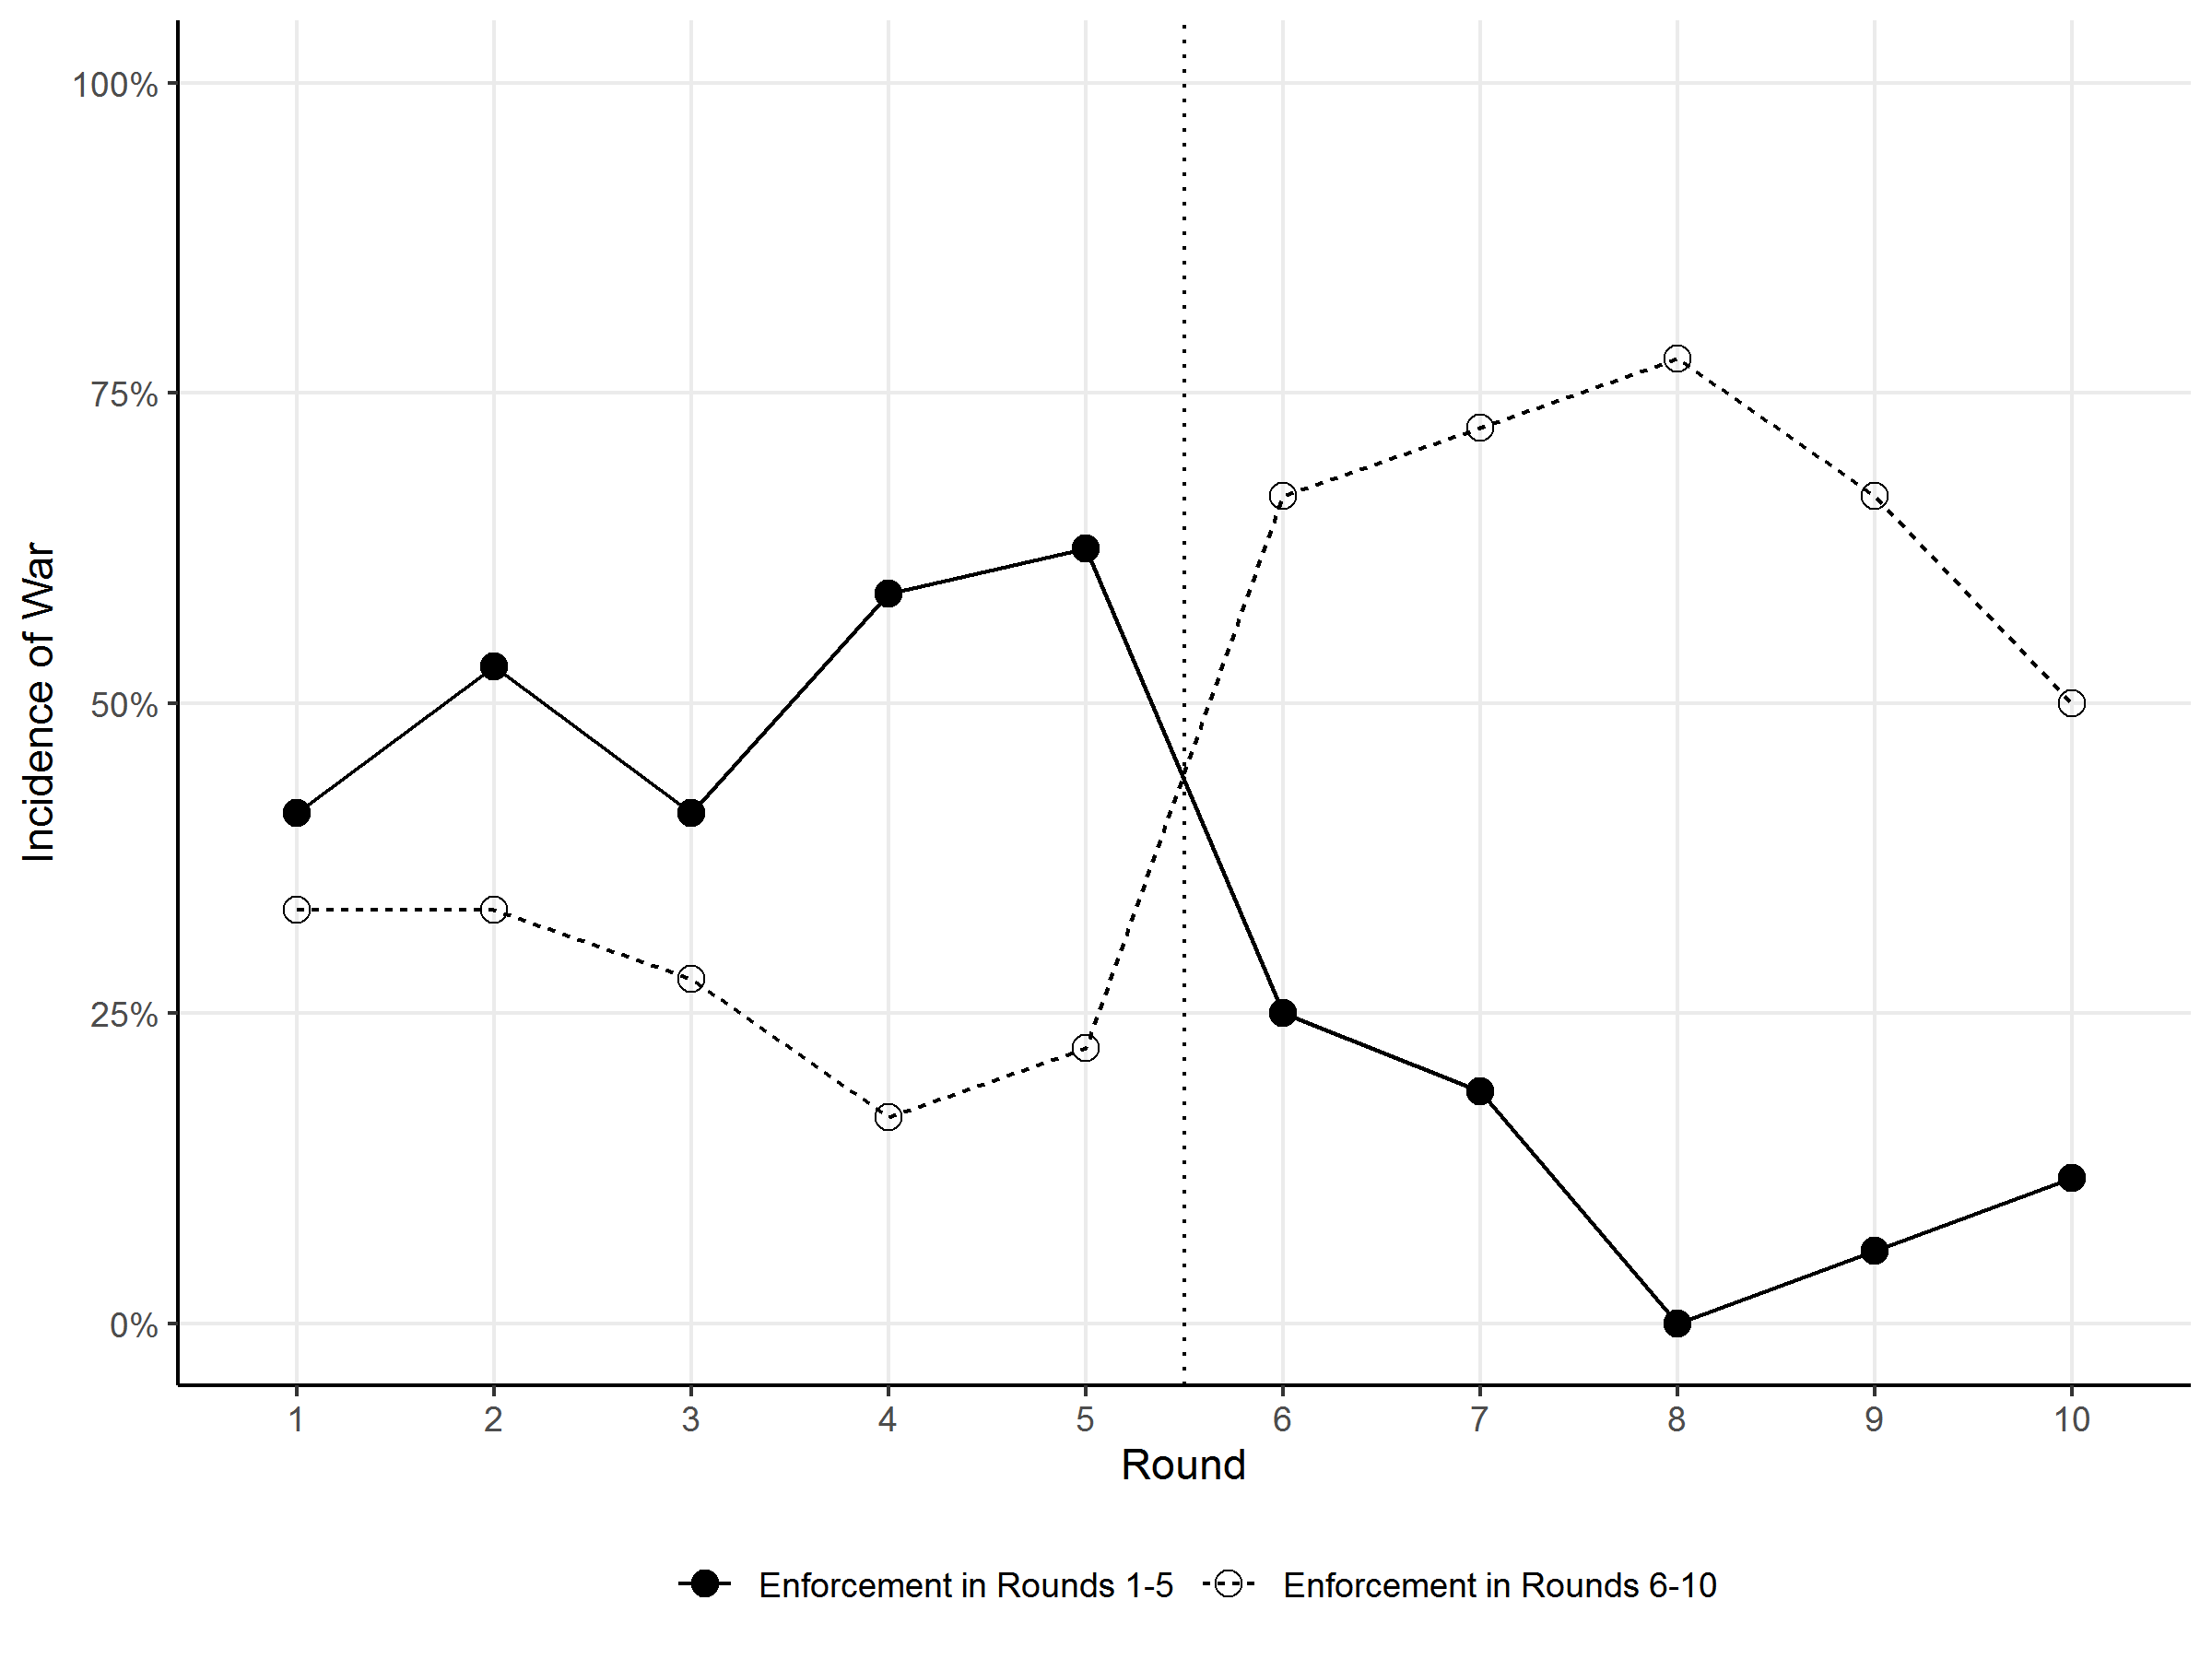 100%
75%
50%
25%
0%
Incidence of War
1 2 3 4 5 6 7 8 9 10
Round
Enforcement in Rounds 1-5 Enforcement in Rounds 6-10